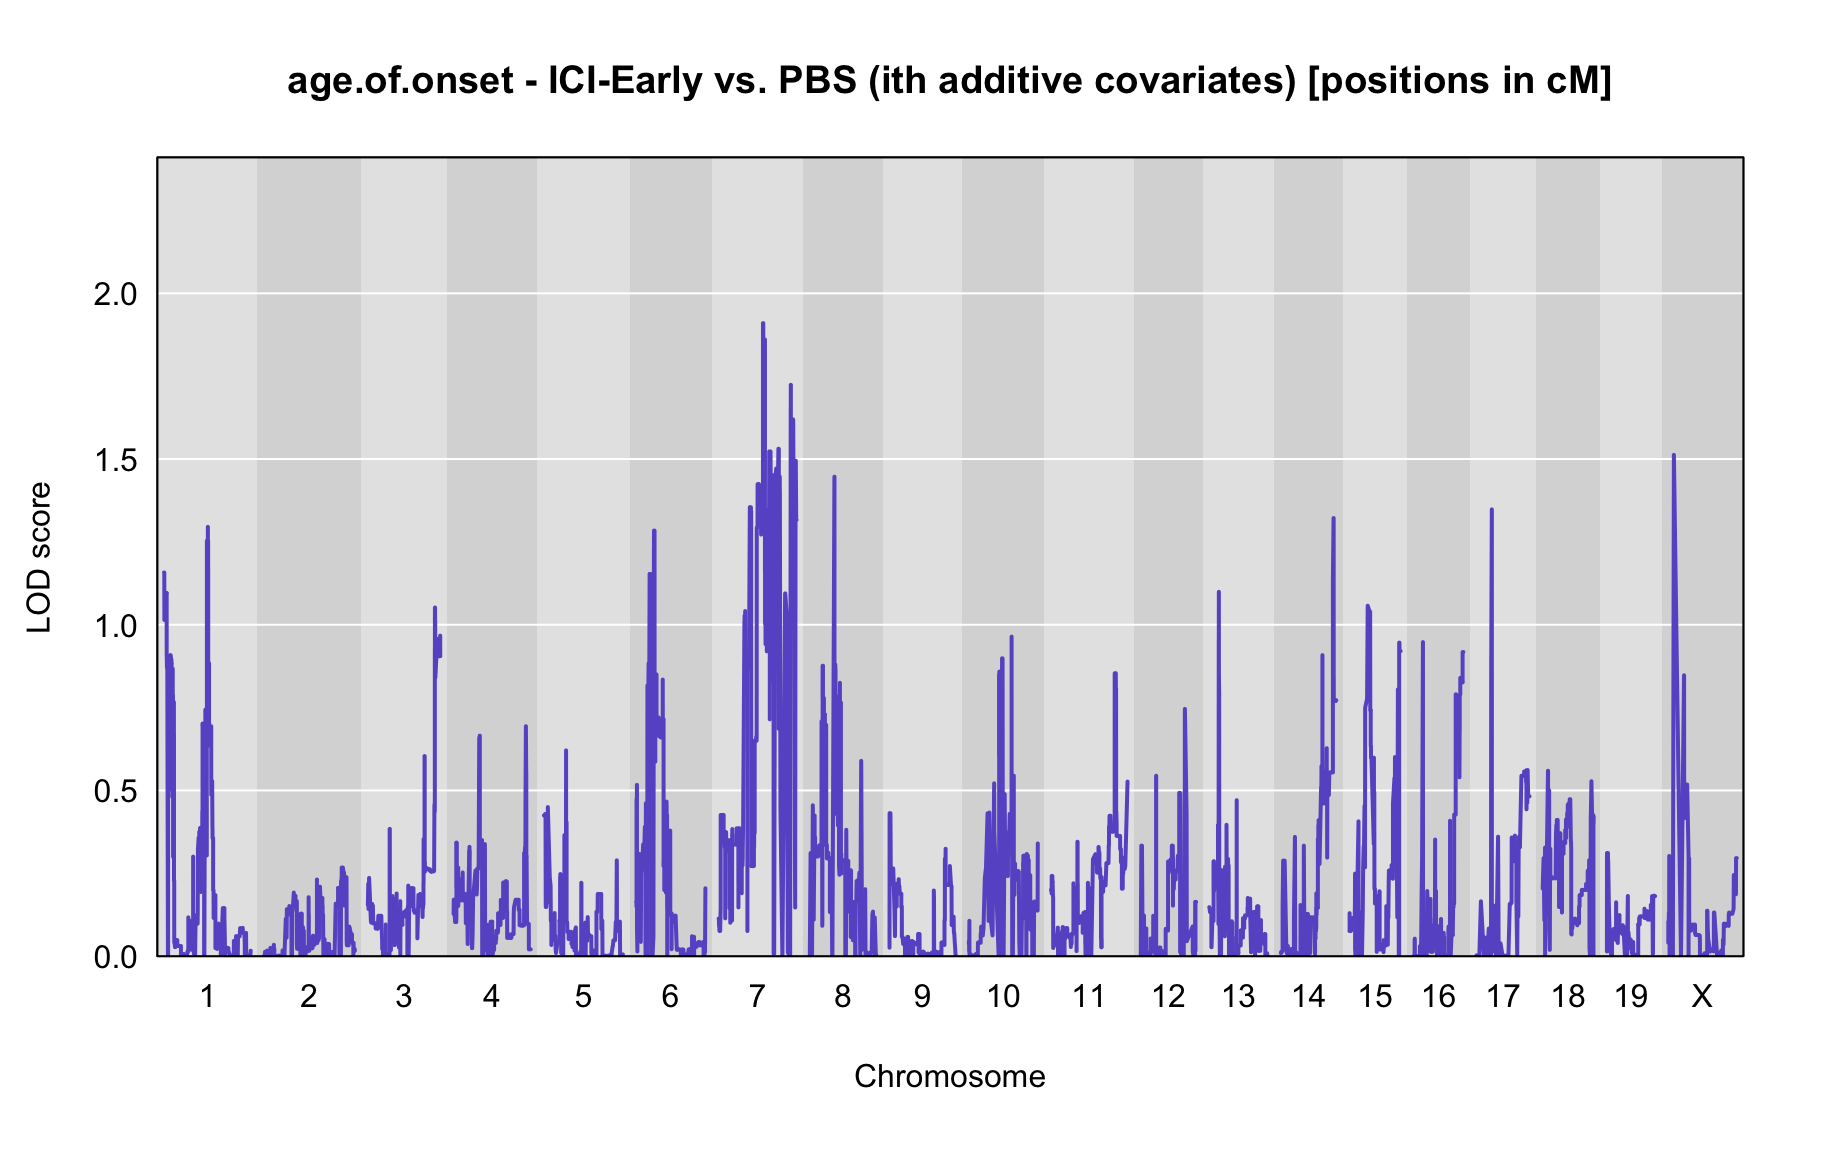 age.of.onset - ICI-Early vs. PBS (ith additive covariates) [positions in cM]
2.0
1.5
1.0
0.5
0.0
LOD score
1 2 3 4 5 6 7 8 9 10 11 12 13 14 15 16 17 18 19 X
Chromosome